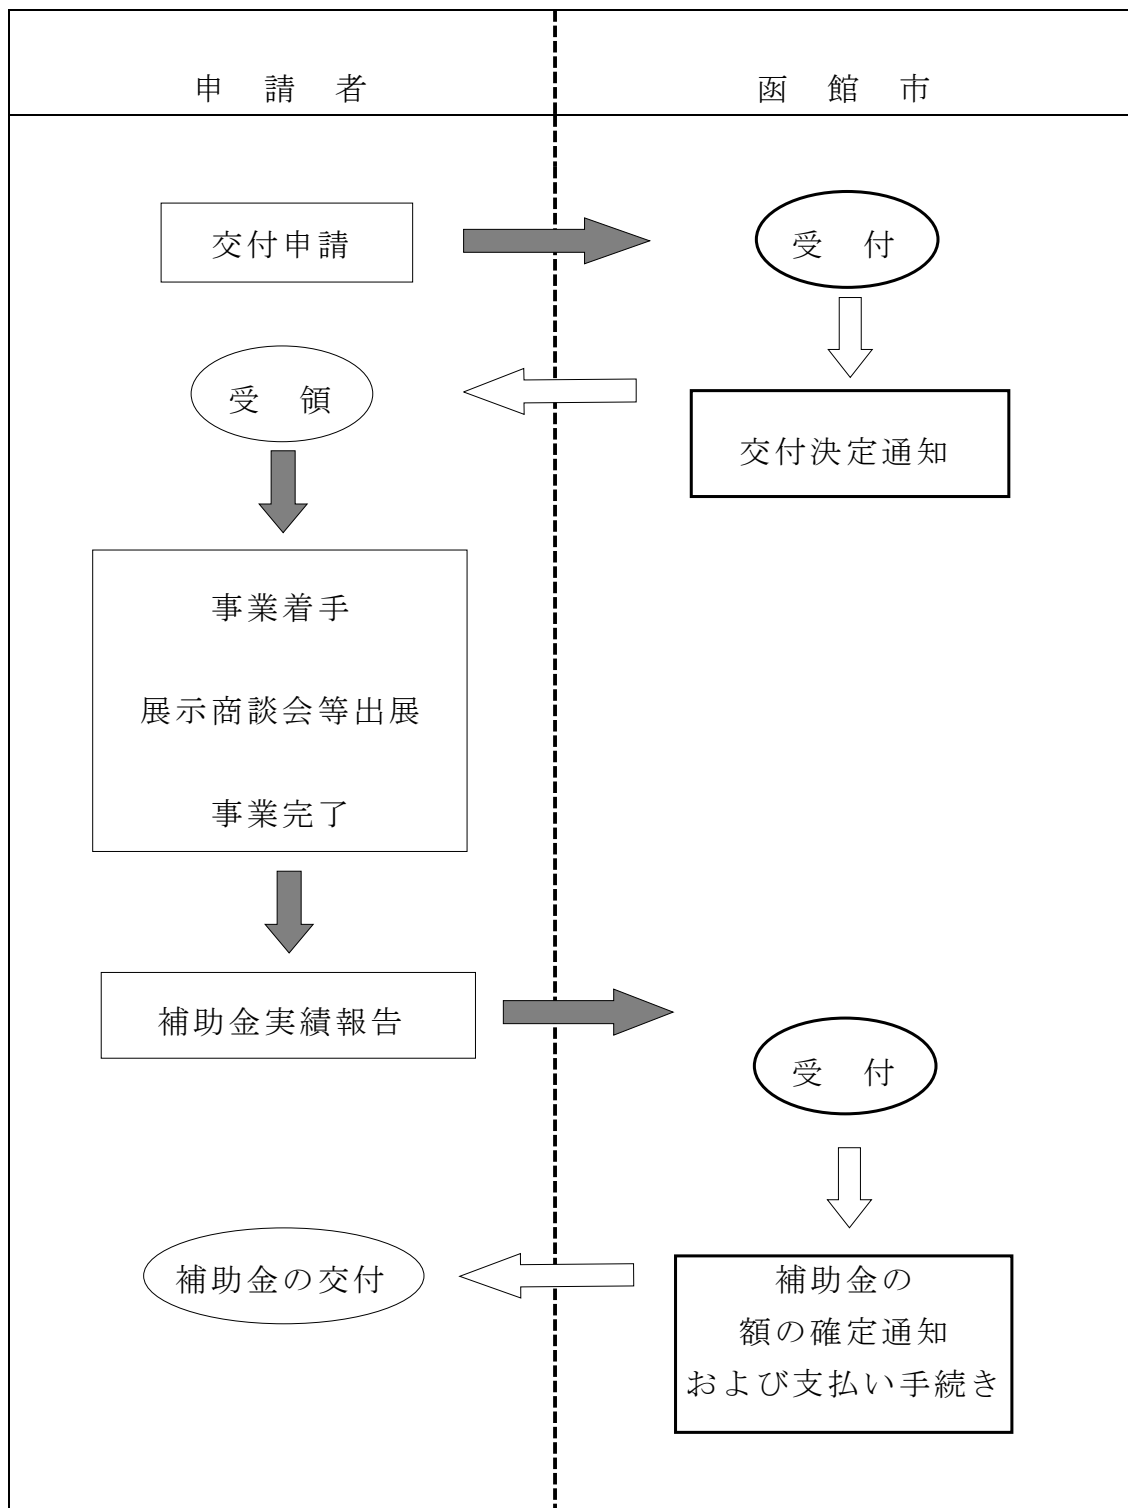 申　請　者
函　館　市
交付申請
受　付
受　領
交付決定通知
事業着手
展示商談会等出展
事業完了
補助金実績報告
受　付
補助金の交付
補助金の
額の確定通知
および支払い手続き